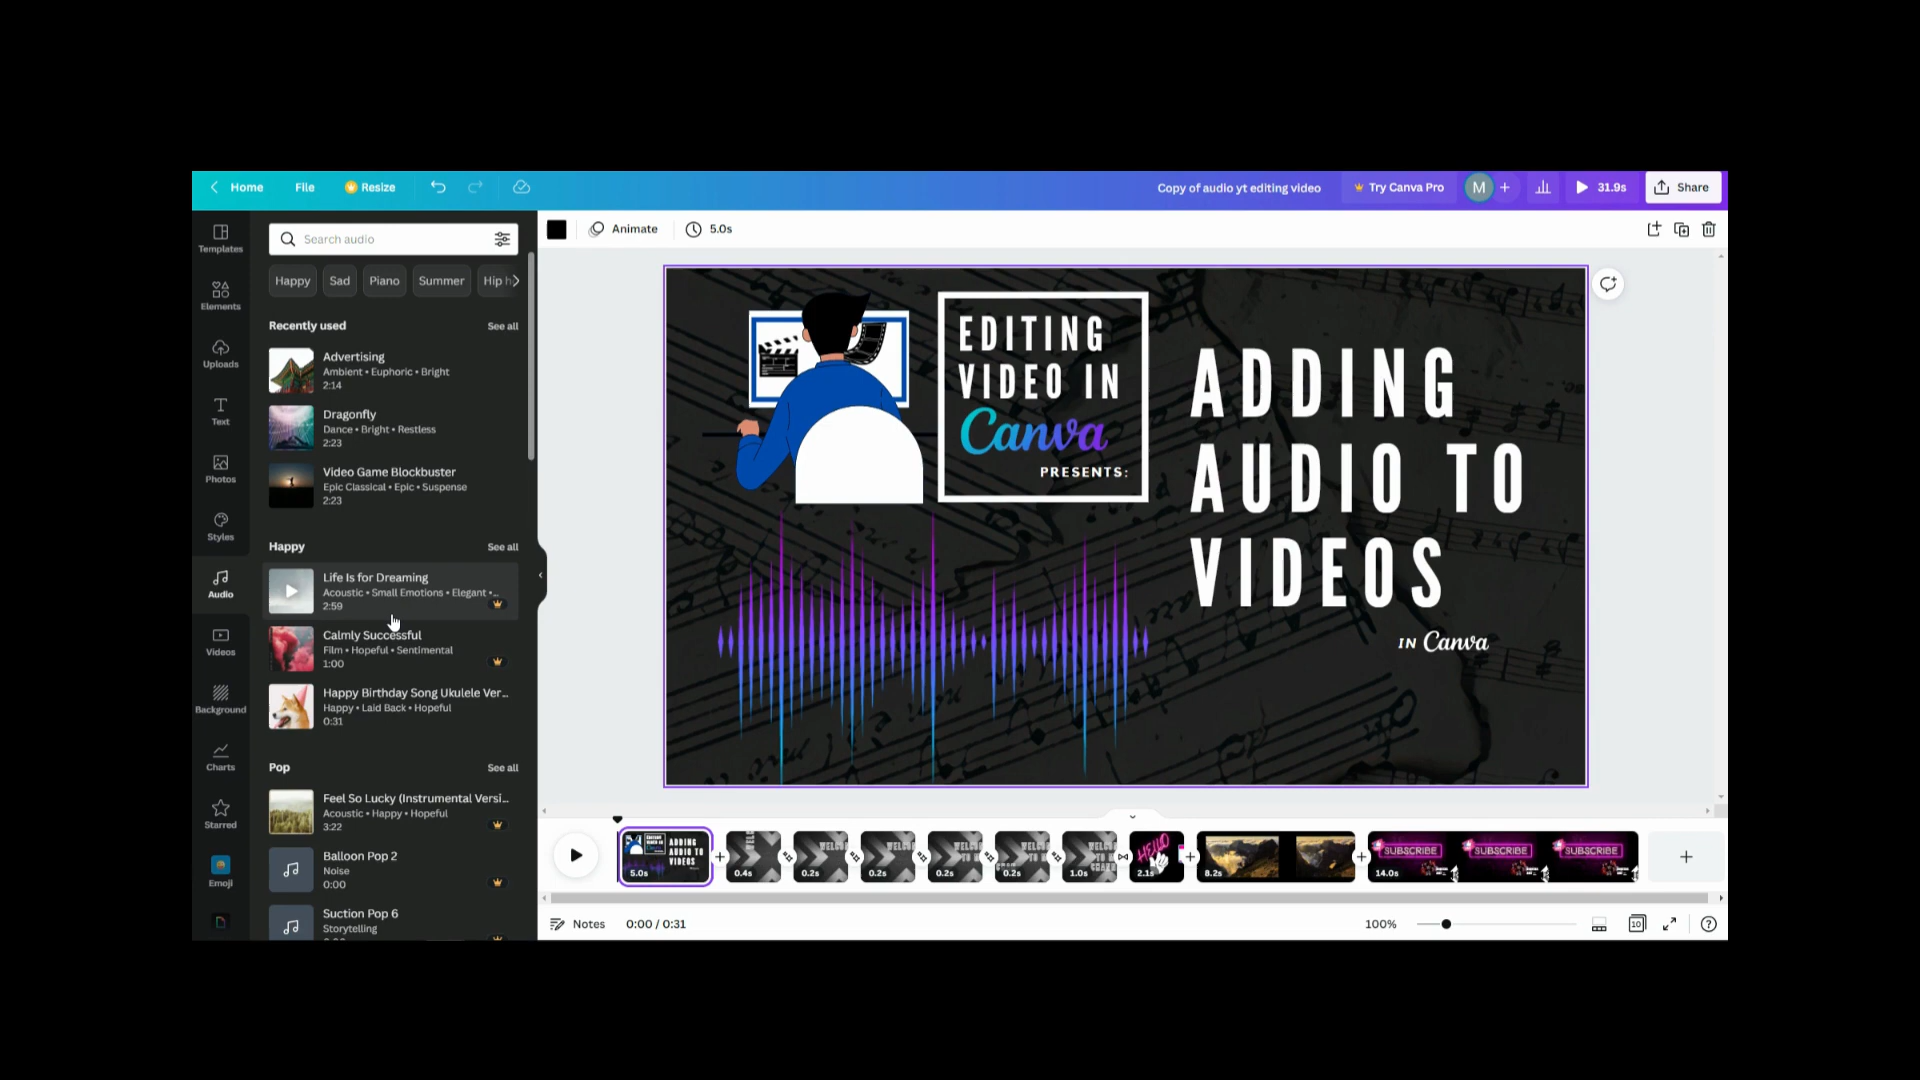 Home File Resize Copy of audio yt editing video Try Canva Pro M + 31.9s Share
Search audio Animate 5.0s
Templates
Elements
Uploads
Text
Photos
Styles
Audio
Videos
Background
Charts
Starred
Emoji
Happy Sad Piano Summer Hip h
Recently used See all
Advertising
Ambient • Euphoric • Bright
2:14
Dragonfly
Dance • Bright • Restless
2:23
Video Game Blockbuster
Epic Classical • Epic • Suspense
2:23
Happy See all
Life Is for Dreaming
Acoustic • Small Emotions • Elegant •...
2:59
Calmly Successful
Film • Hopeful • Sentimental
1:00
Happy Birthday Song Ukulele Ver...
Happy • Laid Back • Hopeful
0:31
Pop See all
Feel So Lucky (Instrumental Versi...
Acoustic • Happy • Hopeful
3:22
Balloon Pop 2
Noise
0:00
Suction Pop 6
Storytelling
EDITING
VIDEO IN
Canva
PRESENTS:
ADDING
AUDIO TO
VIDEOS
IN Canva
ADDING
AUDIO TO
VIDEOS
HELLO
SUBSCRIBE SUBSCRIBE SUBSCRIBE
5.0s 0.4s 0.2s 0.2s 0.2s 0.2s 1.0s 2.1s 8.2s 14.0s
Notes 0:00 / 0:31 100% 10